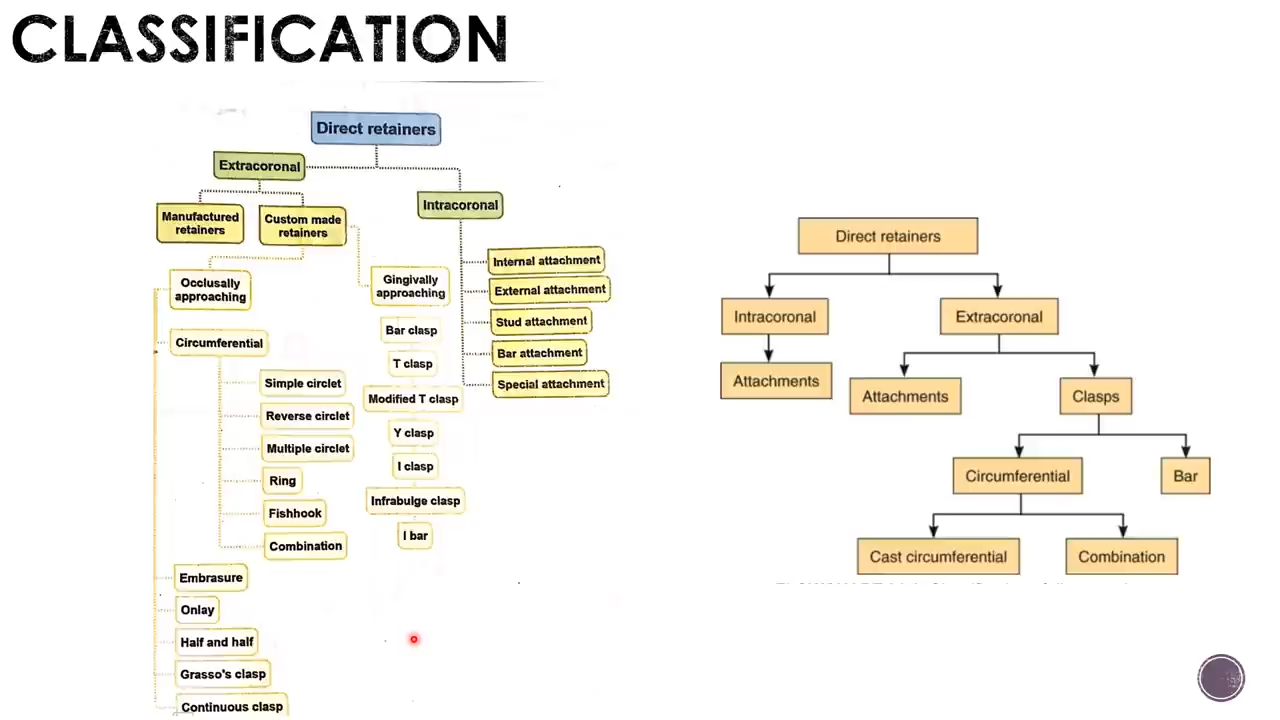 CLASSIFICATION
Direct retainers
Extracoronal
Intracoronal
Manufactured
retainers
Custom made
retainers
Occlusally
approaching
Gingivally
approaching
Internal attachment
External attachment
Stud attachment
Bar attachment
Special attachment
Circumferential
Simple circlet
Reverse circlet
Multiple circlet
Ring
Fishhook
Combination
Bar clasp
T clasp
Modified T clasp
Y clasp
I clasp
Infrabulge clasp
I bar
Embrasure
Onlay
Half and half
Grasso's clasp
Continuous clasp
Direct retainers
Intracoronal
Extracoronal
Attachments
Attachments
Clasps
Circumferential
Bar
Cast circumferential
Combination